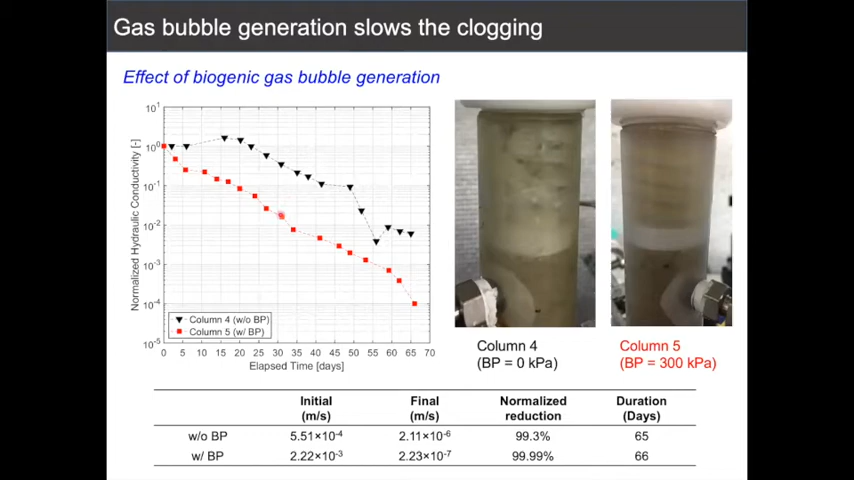 Gas bubble generation slows the clogging
Effect of biogenic gas bubble generation
Normalized Hydraulic Conductivity [-]
10^1
10^0
10^-1
10^-2
10^-3
10^-4
10^-5
Column 4 (w/o BP)
Column 5 (w/ BP)
0 5 10 15 20 25 30 35 40 45 50 55 60 65 70
Elapsed Time [days]
Column 4
(BP = 0 kPa)
Column 5
(BP = 300 kPa)
Initial (m/s) Final (m/s) Normalized reduction Duration (Days)
w/o BP 5.51×10^-4 2.11×10^-6 99.3% 65
w/ BP 2.22×10^-3 2.23×10^-7 99.99% 66